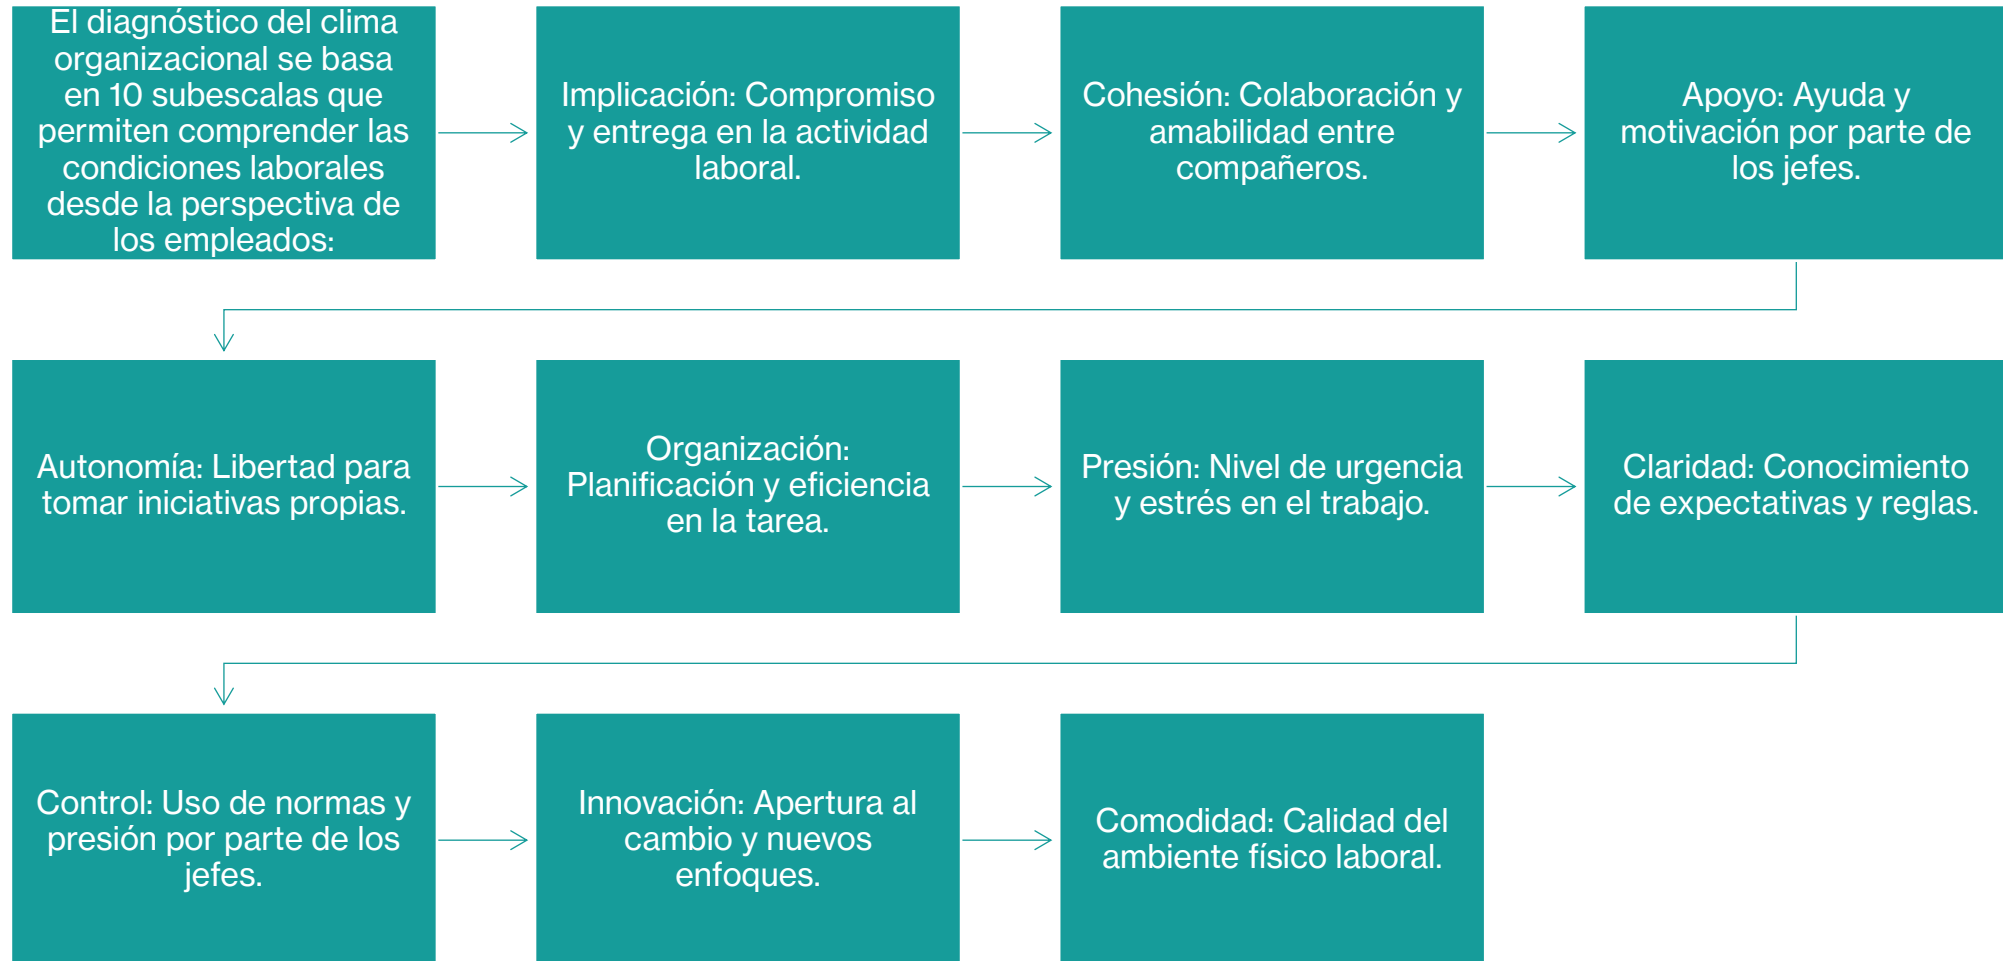 El diagnóstico del clima
organizacional se basa
en 10 subescalas que
permiten comprender las
condiciones laborales
desde la perspectiva de
los empleados:
Implicación: Compromiso
y entrega en la actividad
laboral.
Cohesión: Colaboración y
amabilidad entre
compañeros.
Apoyo: Ayuda y
motivación por parte de
los jefes.
Autonomía: Libertad para
tomar iniciativas propias.
Organización:
Planificación y eficiencia
en la tarea.
Presión: Nivel de urgencia
y estrés en el trabajo.
Claridad: Conocimiento
de expectativas y reglas.
Control: Uso de normas y
presión por parte de los
jefes.
Innovación: Apertura al
cambio y nuevos
enfoques.
Comodidad: Calidad del
ambiente físico laboral.